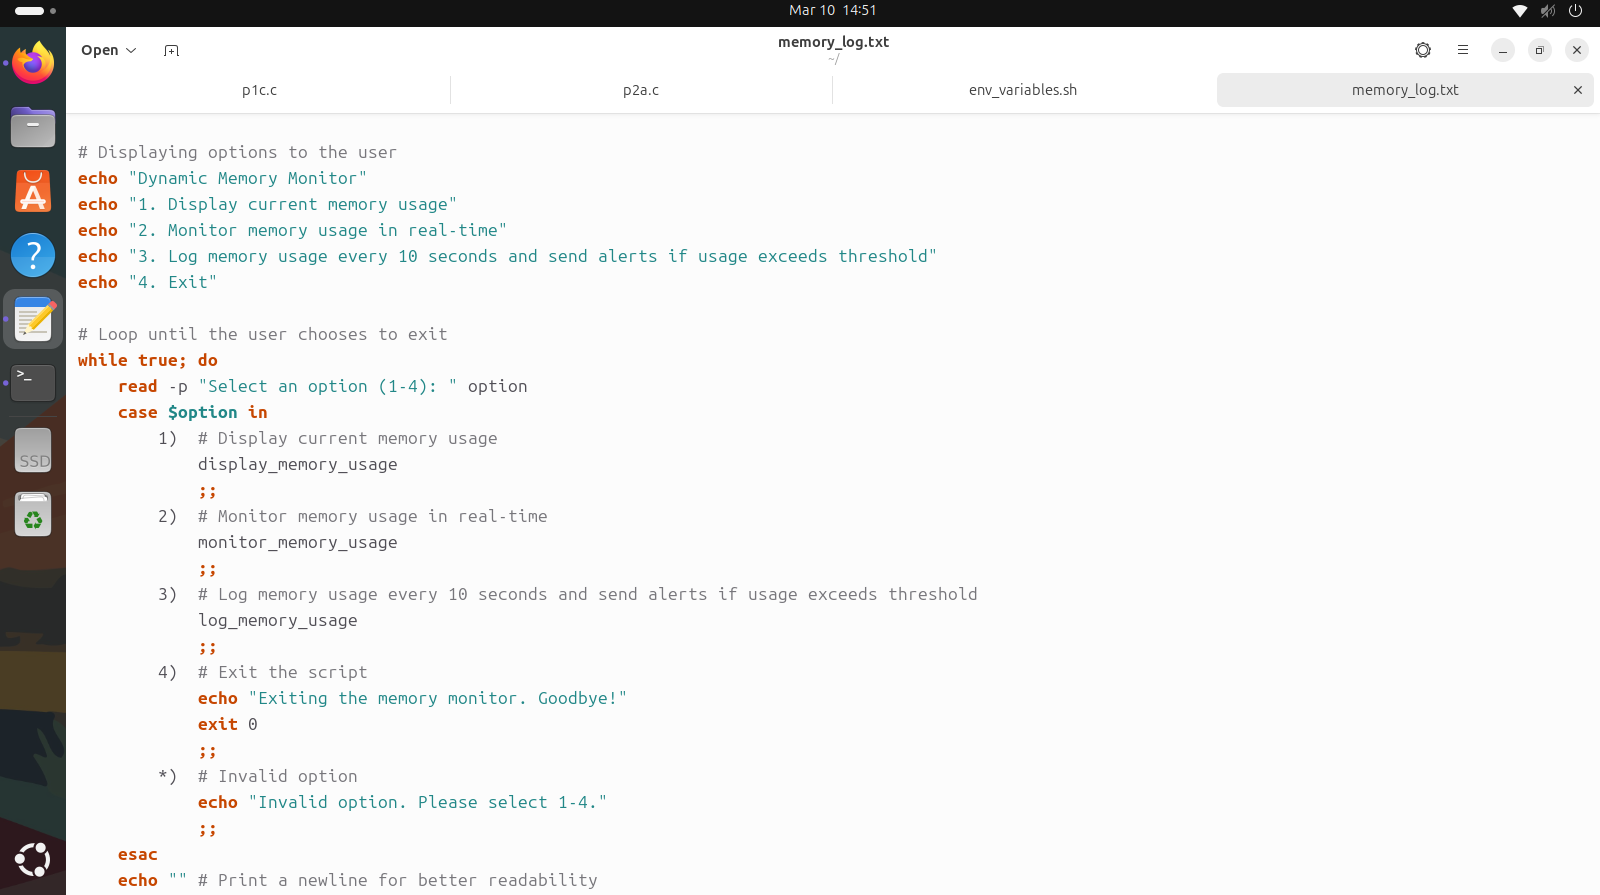 Mar 10 14:51
Open
memory_log.txt
~/
p1c.c
p2a.c
env_variables.sh
memory_log.txt
# Displaying options to the user
echo "Dynamic Memory Monitor"
echo "1. Display current memory usage"
echo "2. Monitor memory usage in real-time"
echo "3. Log memory usage every 10 seconds and send alerts if usage exceeds threshold"
echo "4. Exit"
# Loop until the user chooses to exit
while true; do
    read -p "Select an option (1-4): " option
    case $option in
        1)  # Display current memory usage
            display_memory_usage
            ;;
        2)  # Monitor memory usage in real-time
            monitor_memory_usage
            ;;
        3)  # Log memory usage every 10 seconds and send alerts if usage exceeds threshold
            log_memory_usage
            ;;
        4)  # Exit the script
            echo "Exiting the memory monitor. Goodbye!"
            exit 0
            ;;
        *)  # Invalid option
            echo "Invalid option. Please select 1-4."
            ;;
    esac
    echo "" # Print a newline for better readability
SSD